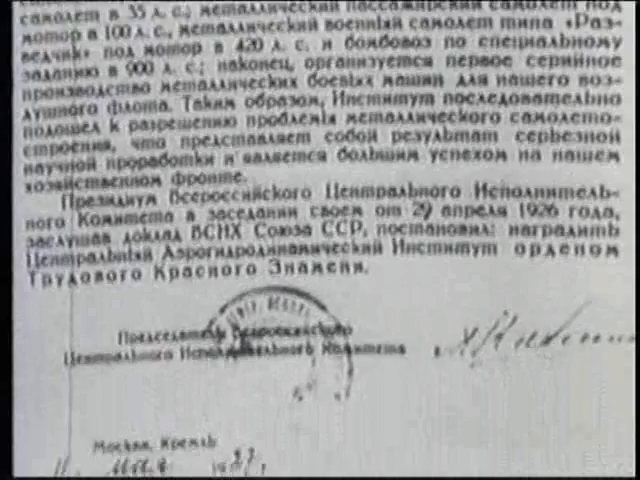 самолет в 35 л. с.; металлический пассажирский самолет под
мотор в 100 л. с., металлический военный самолет типа «Раз-
ведчик» под мотор в 420 л. с. и бомбовоз по специальному
заданию в 900 л. с.; наконец, организуется первое серийное
производство металлических боевых машин для нашего воз-
душного флота. Таким образом, Институт последовательно
подошел к разрешению проблемы металлического самолето-
строения, что представляет собой результат серьезной
научной проработки и является большим успехом на нашем
хозяйственном фронте.
Президиум Всероссийского Центрального Исполнитель-
ного Комитета в заседании своем от 29 апреля 1926 года,
заслушав доклад ВСНХ Союза ССР, постановил: наградить
Центральный Аэрогидродинамический Институт орденом
Трудового Красного Знамени.
Председатель Всероссийского
Центрального Исполнительного Комитета
Москва, Кремль